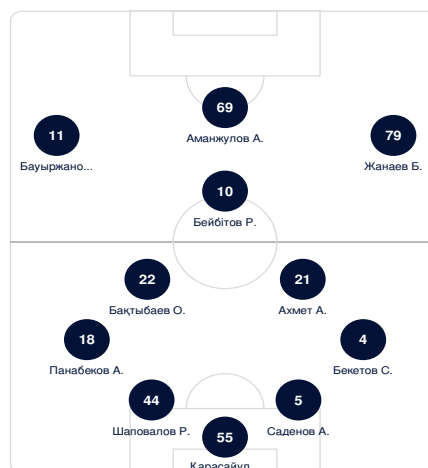 69
Аманжулов А.
11
Бауыржано...
79
Жанаев Б.
10
Бейбітов Р.
22
Бақтыбаев О.
21
Ахмет А.
18
Панабеков А.
4
Бекетов С.
44
Шаповалов Р.
5
Саденов А.
55